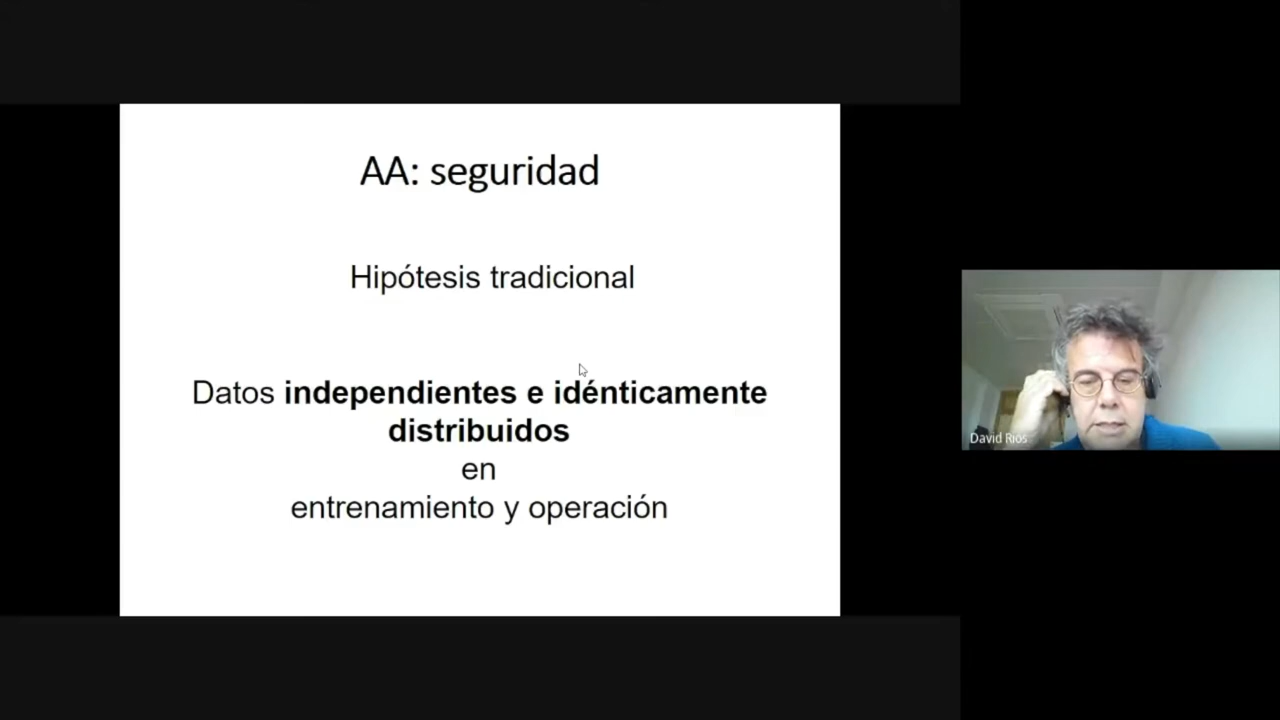 AA: seguridad
Hipótesis tradicional
Datos independientes e idénticamente
distribuidos
en
entrenamiento y operación
David Rios